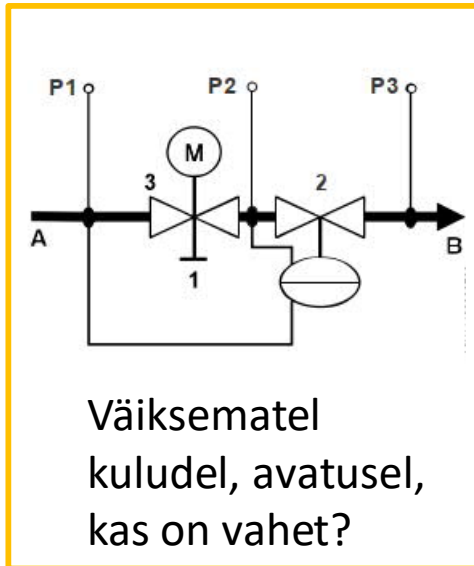 P1 P2 P3
M
3 2
A B
1
Väiksematel
kuludel, avatusel,
kas on vahet?